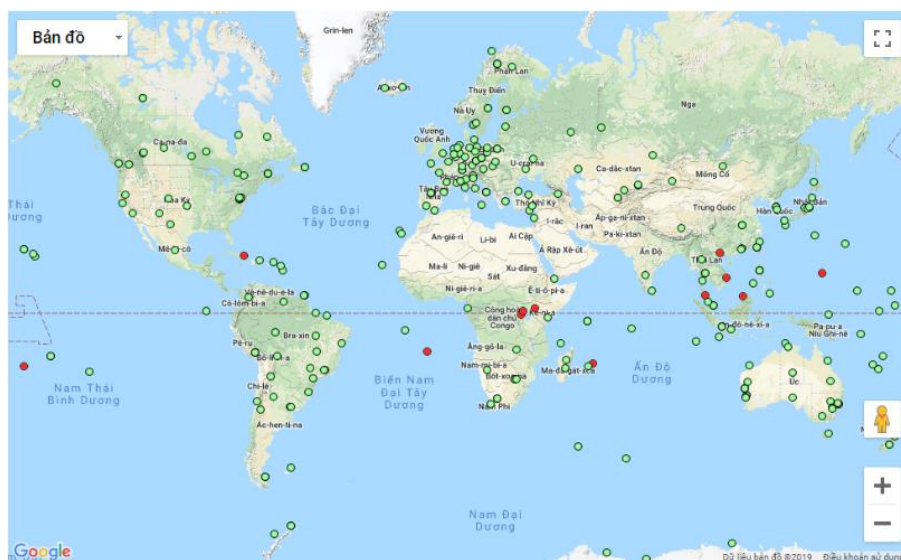 Bản đồ
Grin-len
Phần Lan
Thụy Điển
Na Uy
Nga
Vương
Quốc Anh
Ca-na-đa
U-crai-na
Ca-dắc-xtan
Mông Cổ
Thổ Nhĩ Kỳ
Trung Quốc
Hàn Quốc
Nhật Bản
Bắc Đại
Tây Dương
Thái
Dương
I-rắc
I-ran
Áp-ga-ni-xtan
Pa-ki-xtan
An-giê-ri
Li-bi
Ai Cập
Ả Rập Xê-út
Ấn Độ
Thái Lan
Mê-hi-cô
Ma-li
Ni-giê
Sát
Xu-đăng
Ni-giê-ri-a
Ê-ti-ô-pi-a
Vê-nê-du-e-la
Cô-lôm-bi-a
Cộng hòa
dân chủ
Congo
Kê-ni-a
Pa-pu-a
Niu Ghi-nê
Bra-xin
Pê-ru
Bô-li-vi-a
Ăng-gô-la
Nam-mi-bi-a
Bốt-xoa-na
Ma-đa-gát-xca
Ấn Độ
Dương
Úc
Nam Thái
Bình Dương
Chi-lê
Biển Nam
Đại Tây
Dương
Nam Phi
Ác-hen-ti-na
Nam Đại
Dương
Google
Dữ liệu bản đồ ©2019
Điều khoản sử dụng